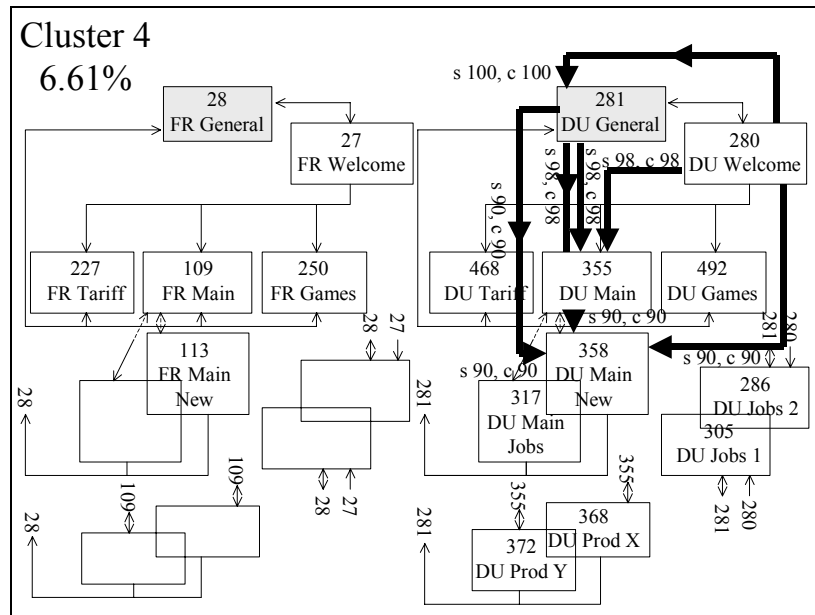 Cluster 4
6.61%
s 100, c 100
28
FR General
281
DU General
27
FR Welcome
280
DU Welcome
s 98, c 98
s 98, c 98
s 98, c 98
s 90, c 90
227
FR Tariff
109
FR Main
250
FR Games
468
DU Tariff
355
DU Main
492
DU Games
28
27
281
280
s 90, c 90
s 90, c 90
s 90, c 90
113
FR Main
New
358
DU Main
New
317
DU Main
Jobs
286
DU Jobs 2
305
DU Jobs 1
28
281
28
27
281
280
109
109
355
355
28
281
368
DU Prod X
372
DU Prod Y